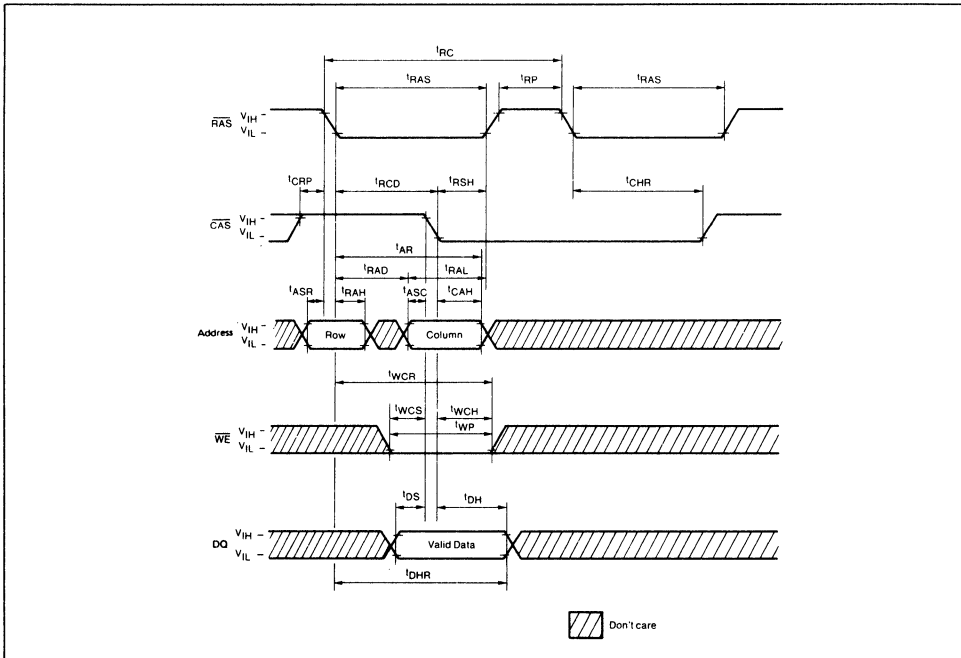 tRC
tRAS tRP tRAS
RAS VIH –
VIL –
tCRP tRCD tRSH tCHR
CAS VIH –
VIL –
tAR
tRAD tRAL
tASR tRAH tASC tCAH
Address VIH –
VIL –
Row Column
tWCR
tWCS tWCH
tWP
WE VIH –
VIL –
tDS tDH
DQ VIH –
VIL –
Valid Data
tDHR
Don't care